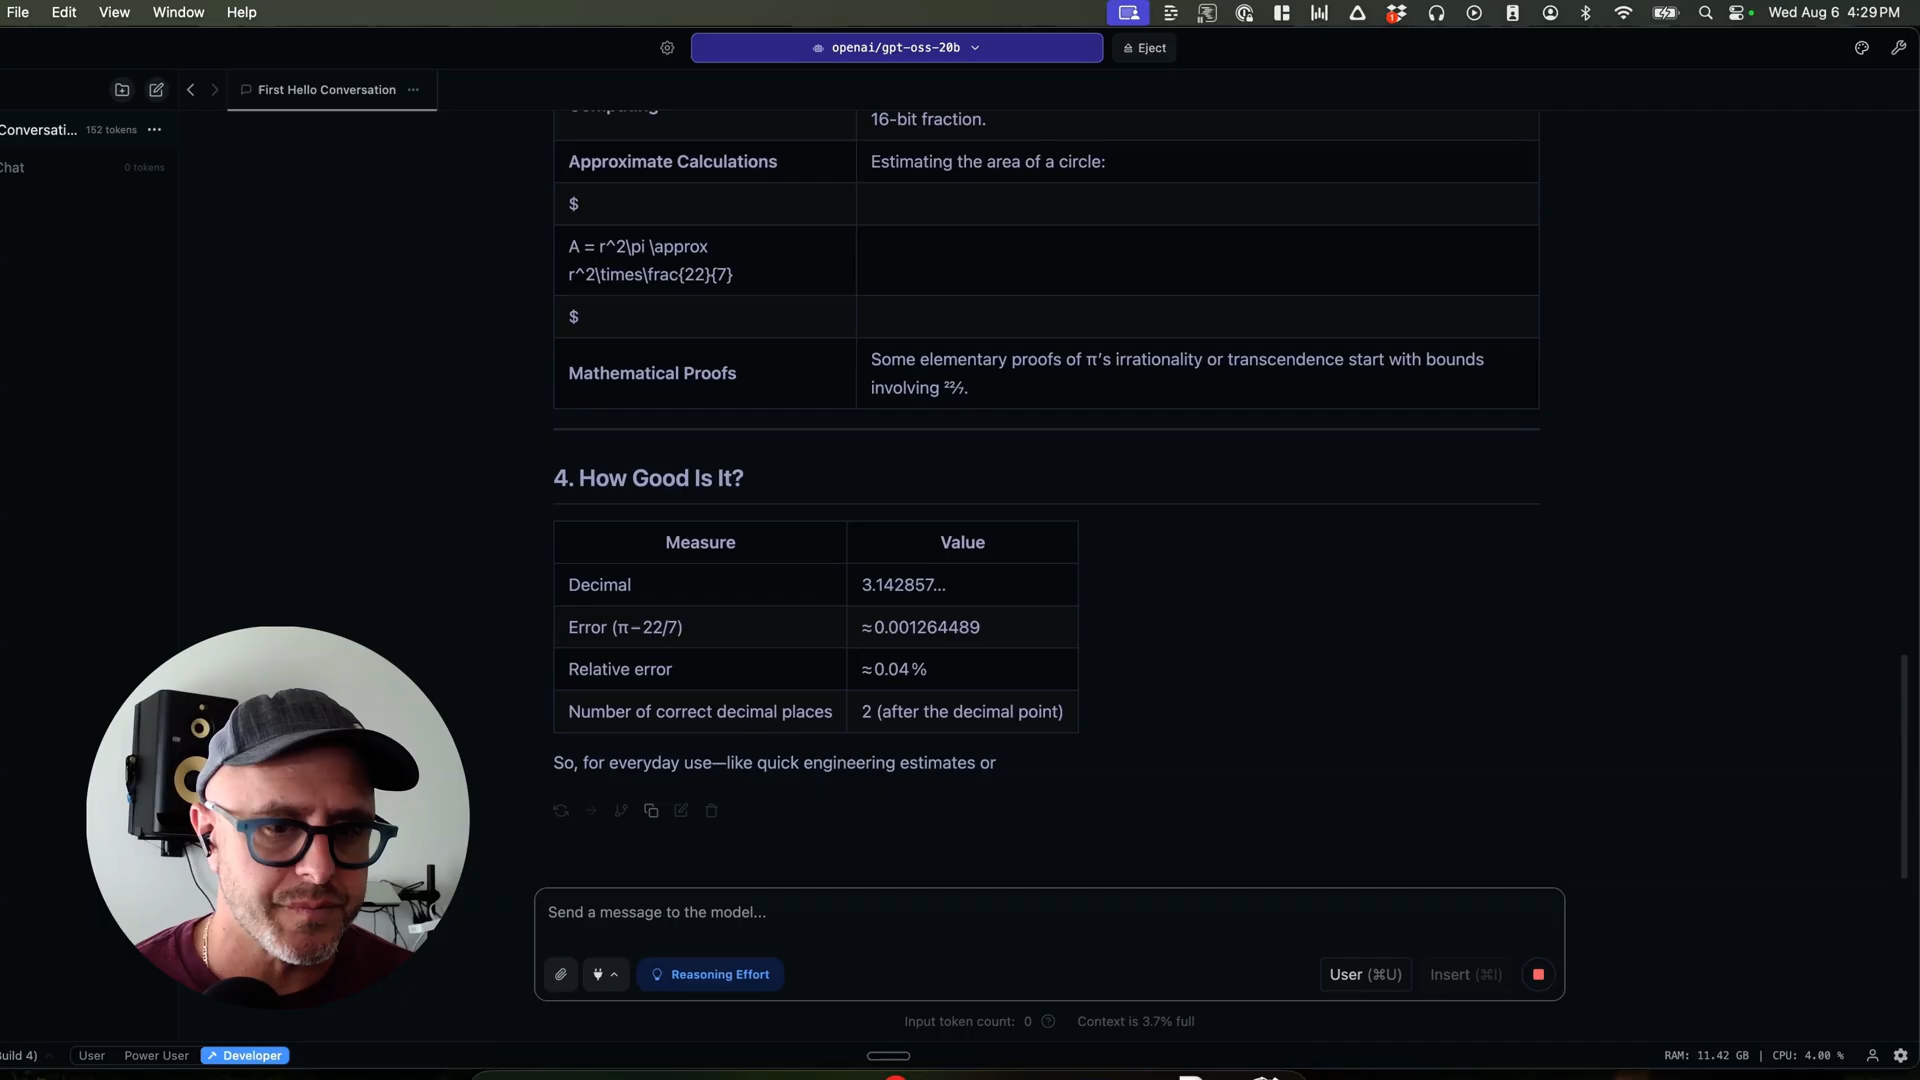 File Edit View Window Help
1
Wed Aug 6 4:29 PM
openai/gpt-oss-20b
Eject
First Hello Conversation
Conversati... 152 tokens
Chat 0 tokens
16-bit fraction.
Approximate Calculations Estimating the area of a circle:
$
A = r^2\pi \approx
r^2\times\frac{22}{7}
$
Mathematical Proofs Some elementary proofs of π’s irrationality or transcendence start with bounds
involving ²²⁄₇.
4. How Good Is It?
Measure Value
Decimal 3.142857…
Error (π – 22/7) ≈ 0.001264489
Relative error ≈ 0.04 %
Number of correct decimal places 2 (after the decimal point)
So, for everyday use—like quick engineering estimates or
Send a message to the model...
Reasoning Effort
User (⌘U) Insert (⌘I)
Input token count: 0 Context is 3.7% full
uild 4) User Power User Developer
RAM: 11.42 GB | CPU: 4.00 %